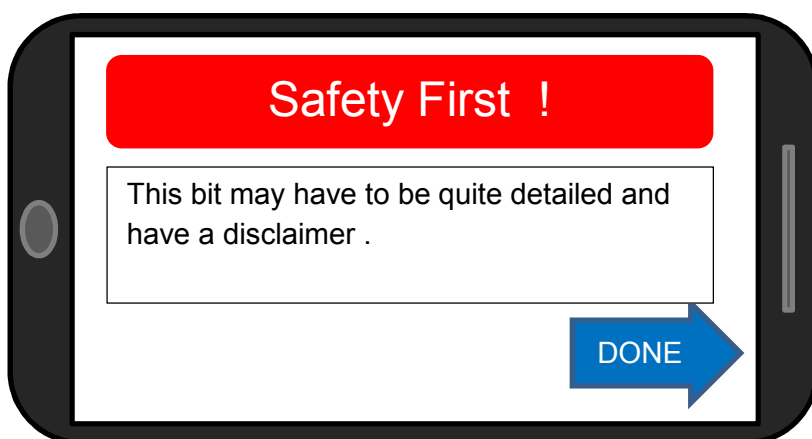 Safety First !
This bit may have to be quite detailed and
have a disclaimer .
DONE